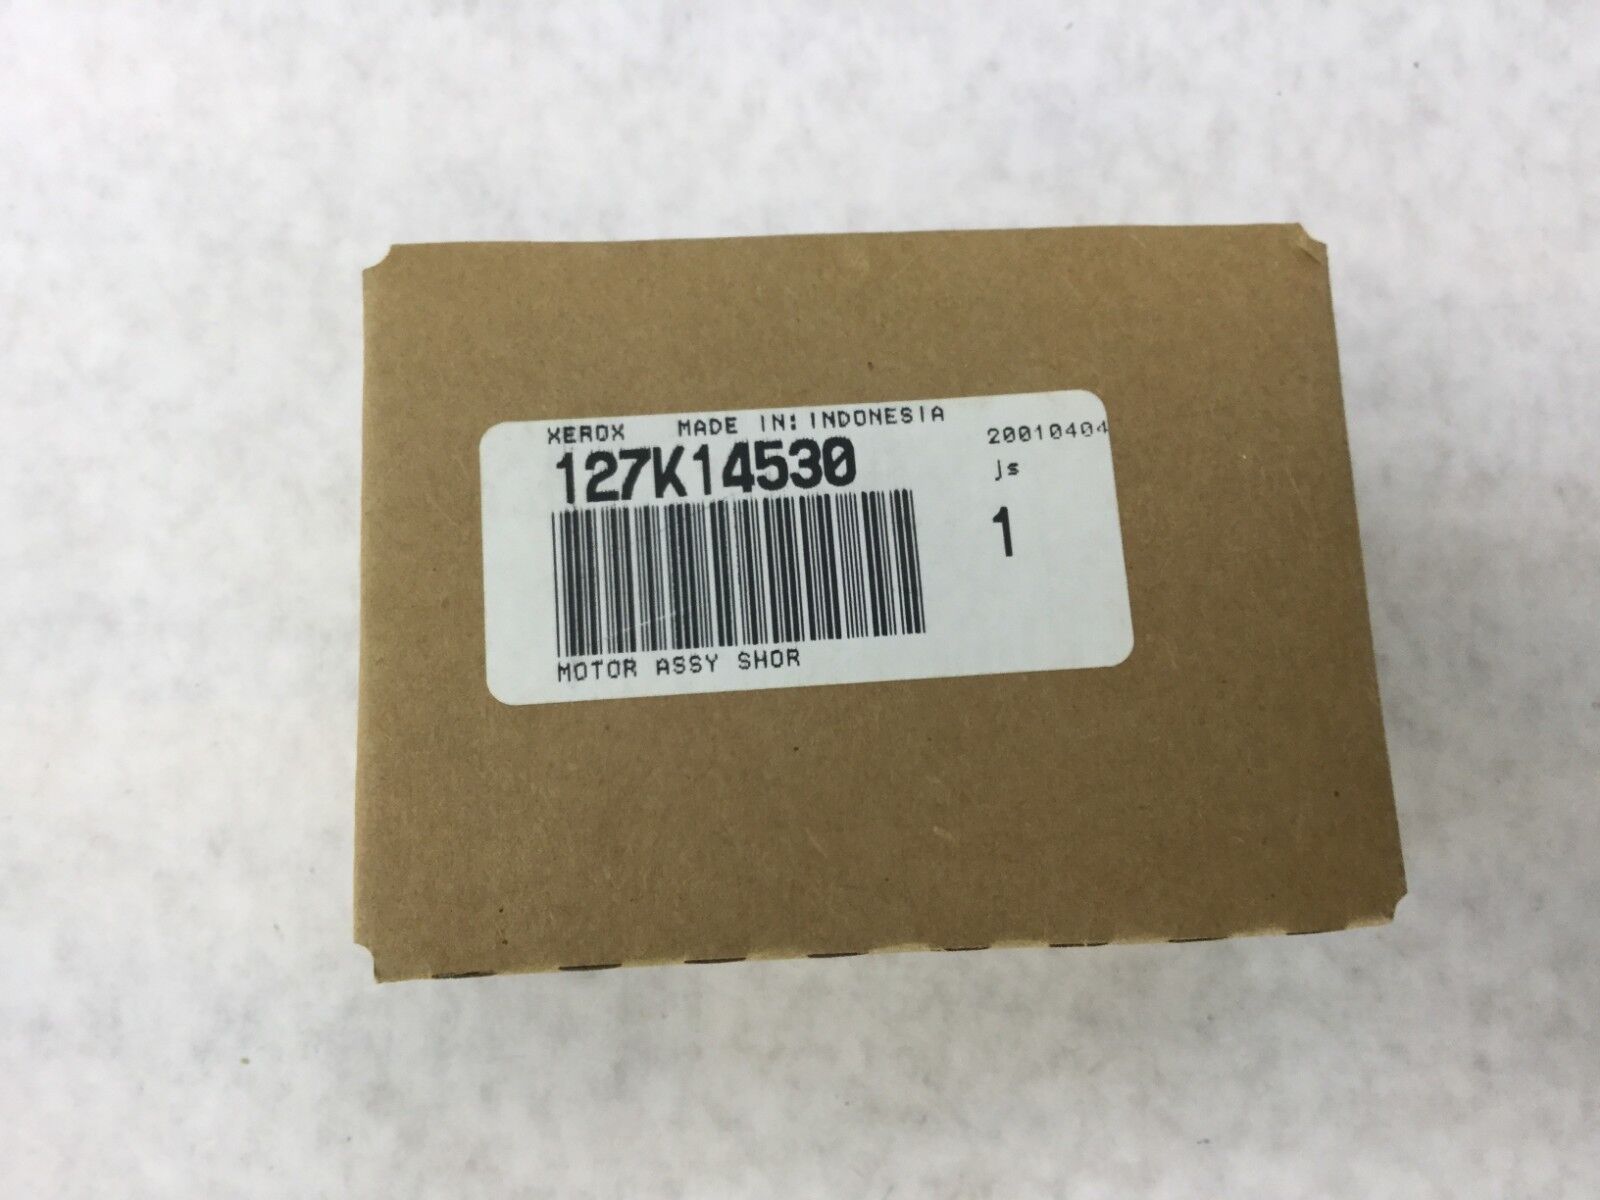 XEROX MADE IN: INDONESIA
20010404
127K14530
js
1
MOTOR ASSY SHOR